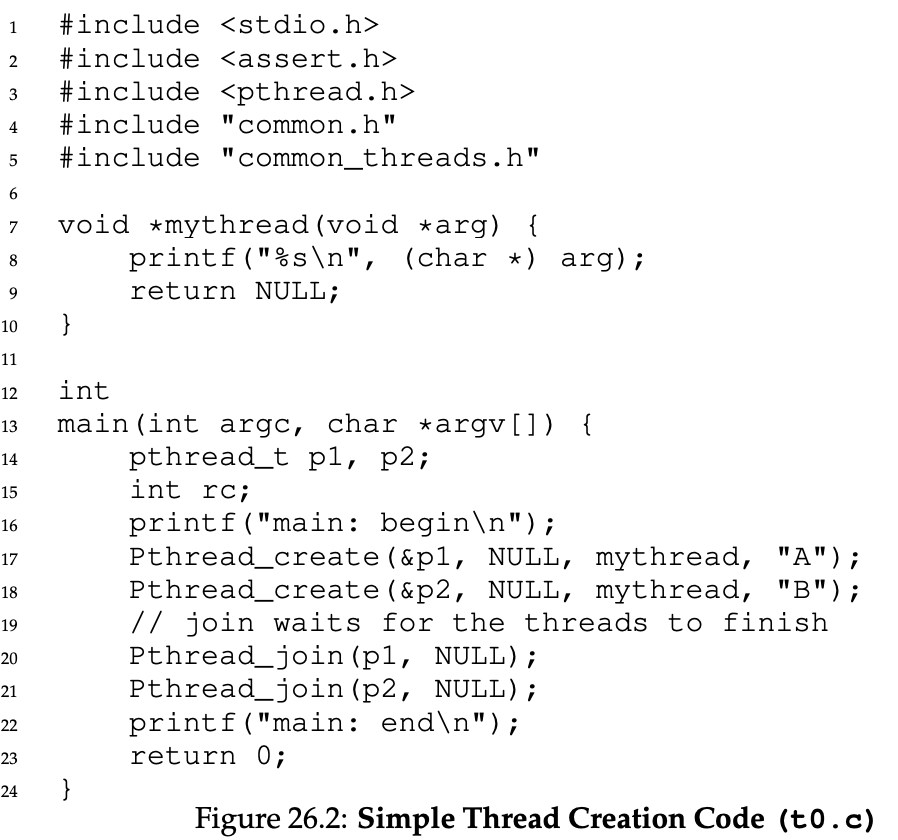 1 #include <stdio.h>
2 #include <assert.h>
3 #include <pthread.h>
4 #include "common.h"
5 #include "common_threads.h"
6
7 void *mythread(void *arg) {
8     printf("%s\n", (char *) arg);
9     return NULL;
10 }
11
12 int
13 main(int argc, char *argv[]) {
14     pthread_t p1, p2;
15     int rc;
16     printf("main: begin\n");
17     Pthread_create(&p1, NULL, mythread, "A");
18     Pthread_create(&p2, NULL, mythread, "B");
19     // join waits for the threads to finish
20     Pthread_join(p1, NULL);
21     Pthread_join(p2, NULL);
22     printf("main: end\n");
23     return 0;
24 }
Figure 26.2: Simple Thread Creation Code (t0.c)